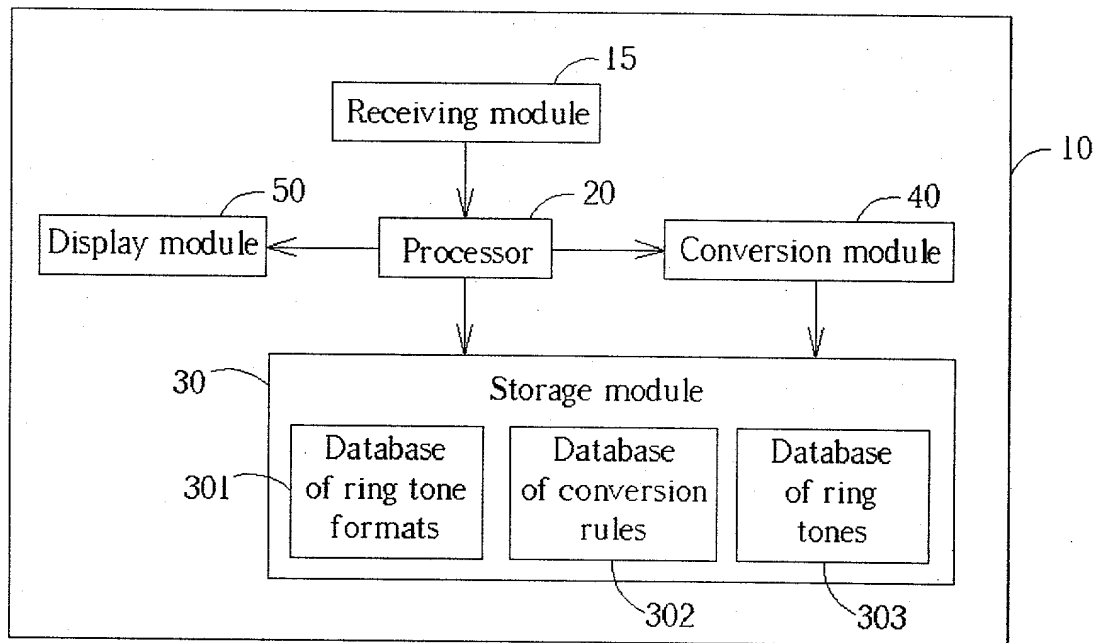 15
Receiving module
10
50
20
40
Display module
Processor
Conversion module
30
Storage module
301
Database
of ring tone
formats
Database
of conversion
rules
Database
of ring
tones
302
303